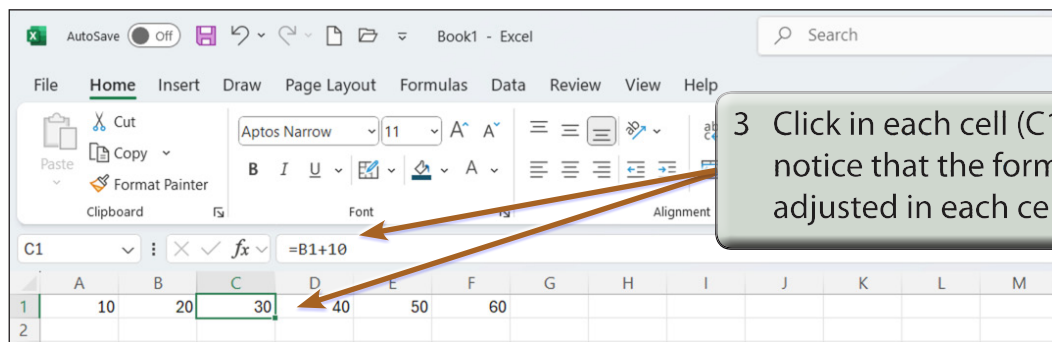 AutoSave Off Book1 - Excel Search
File Home Insert Draw Page Layout Formulas Data Review View Help
Cut
Copy
Paste
Format Painter
Clipboard
Aptos Narrow 11 A A
B I U A
Font
ab
Alignment
3 Click in each cell (C1
notice that the form
adjusted in each ce
C1 fx =B1+10
A B C D E F G H I J K L M
1 10 20 30 40 50 60
2